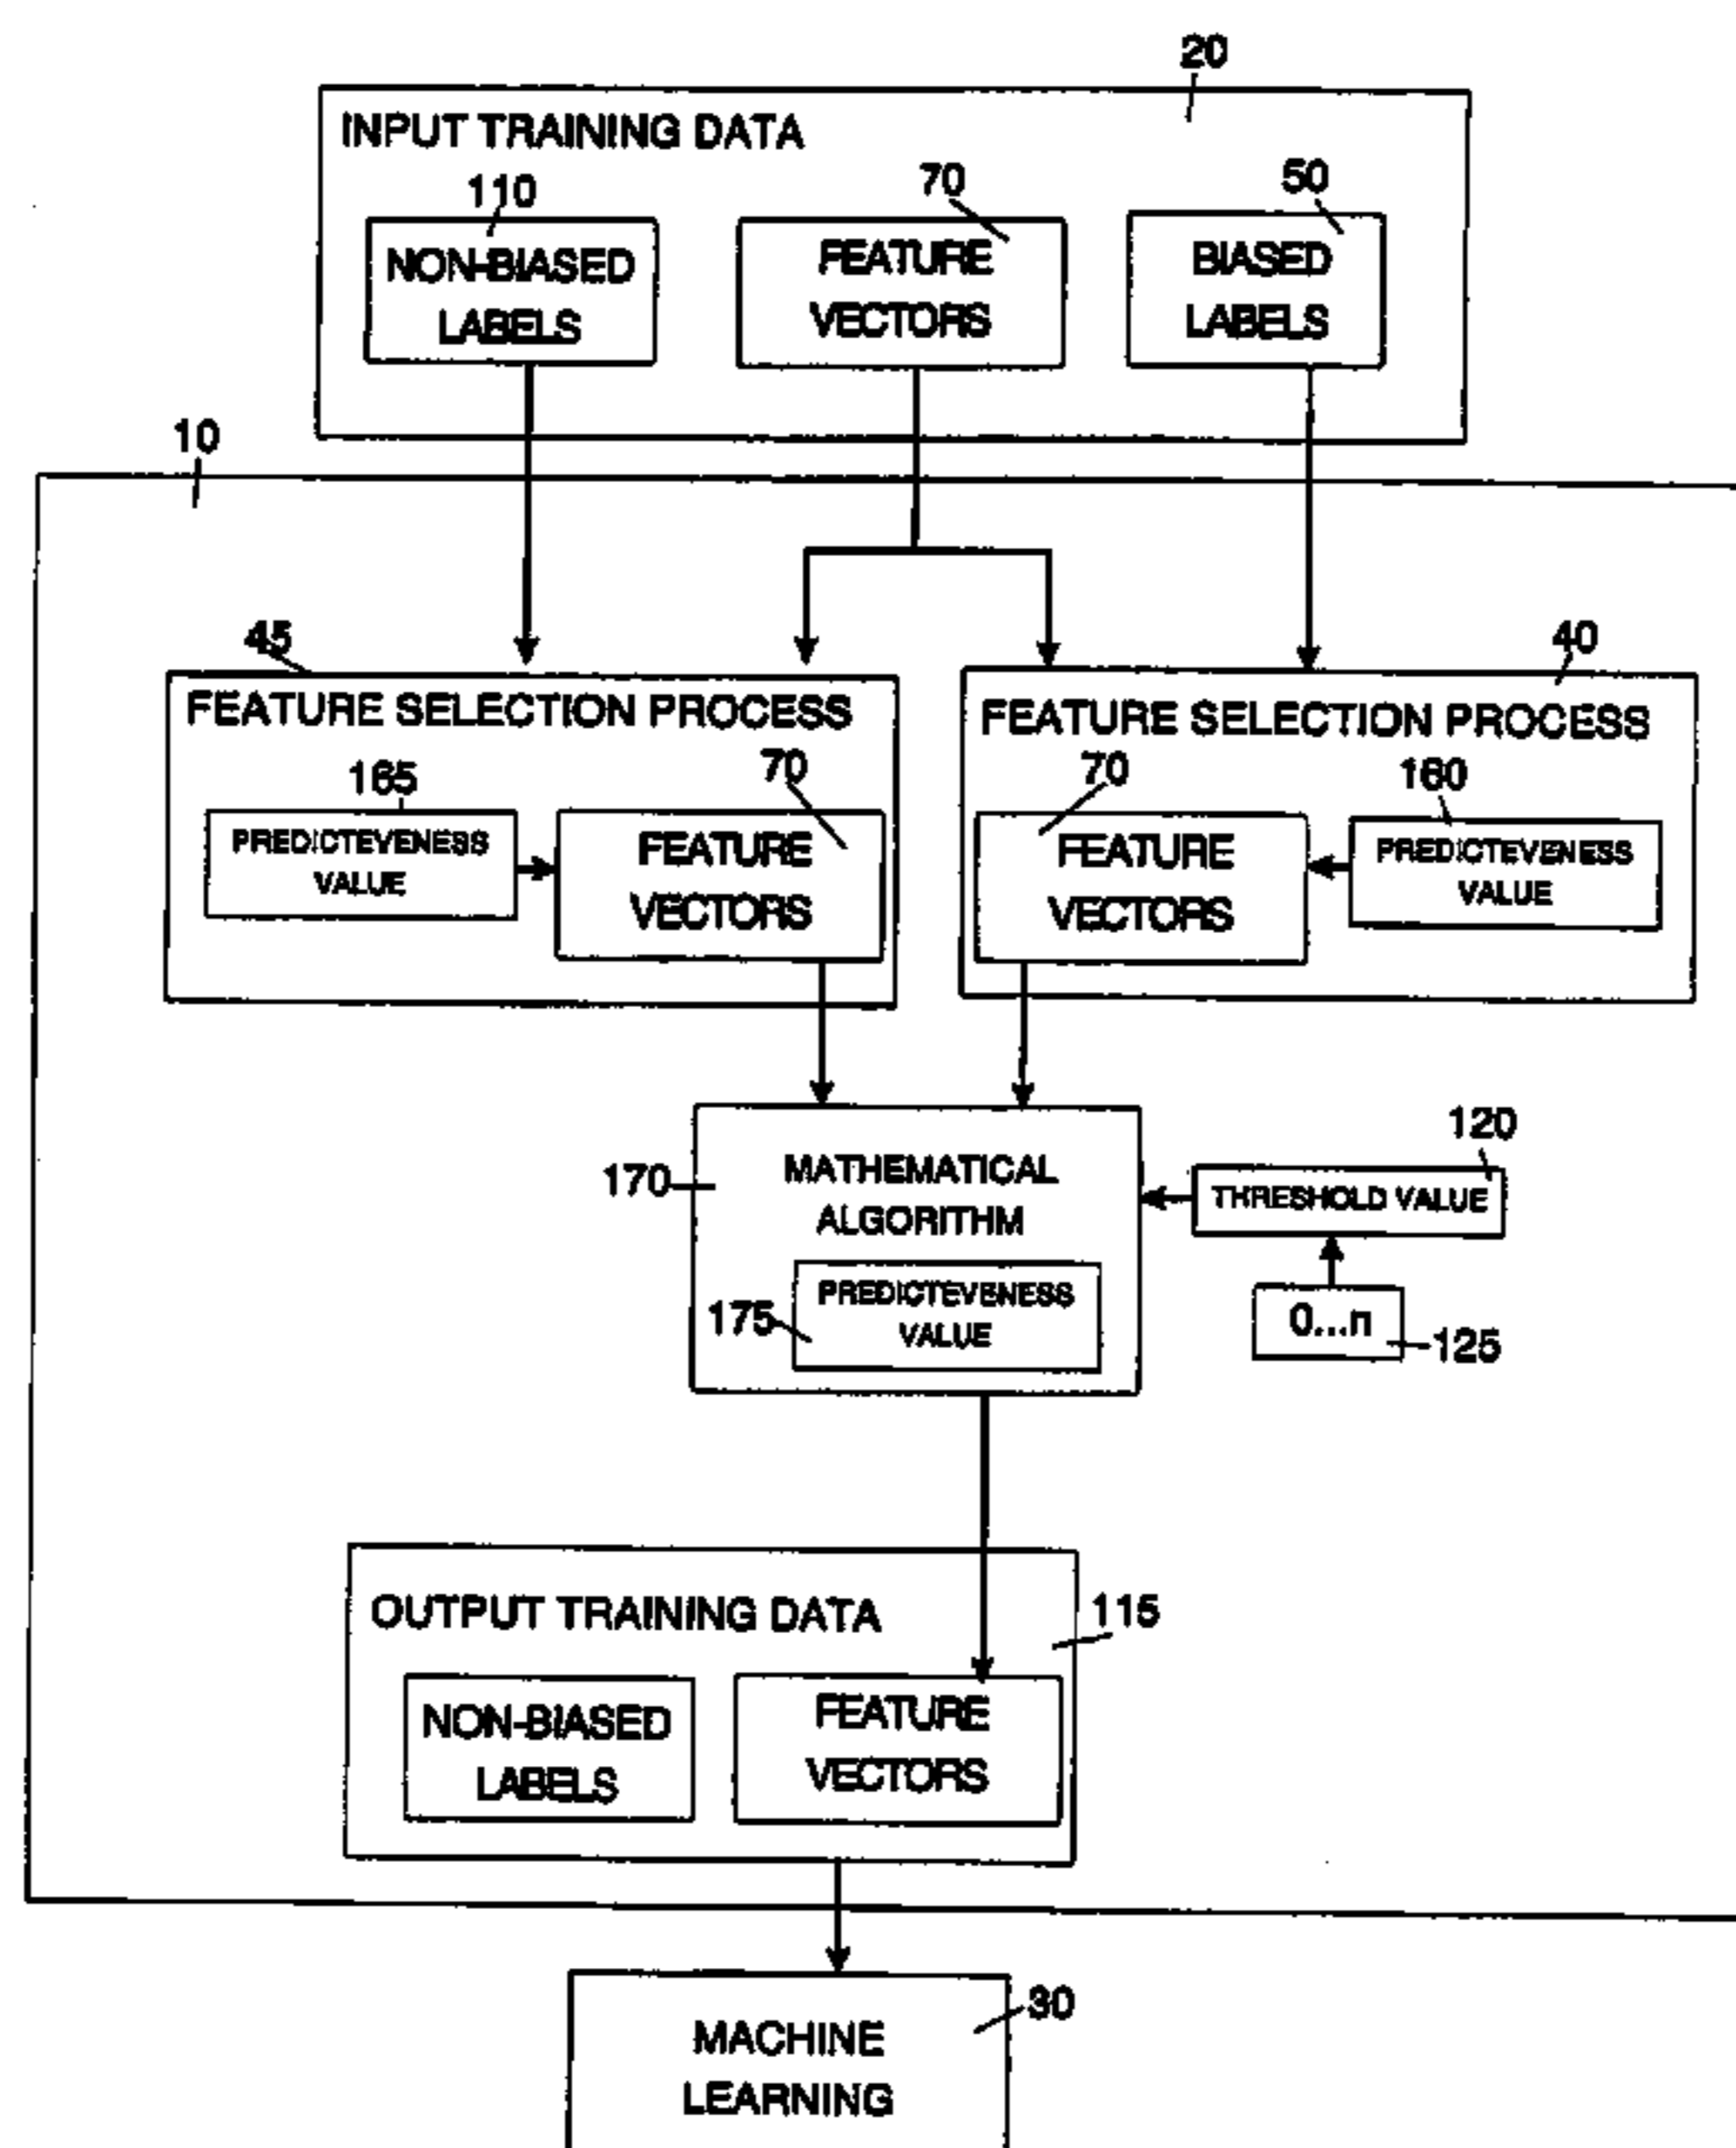 20
INPUT TRAINING DATA
110
70
50
NON-BIASED
LABELS
FEATURE
VECTORS
BIASED
LABELS
10
45
40
FEATURE SELECTION PROCESS
FEATURE SELECTION PROCESS
165
70
70
160
PREDICTEVENESS
VALUE
FEATURE
VECTORS
FEATURE
VECTORS
PREDICTEVENESS
VALUE
170
MATHEMATICAL
ALGORITHM
120
THRESHOLD VALUE
175
PREDICTEVENESS
VALUE
0...n
125
OUTPUT TRAINING DATA
115
NON-BIASED
LABELS
FEATURE
VECTORS
30
MACHINE
LEARNING